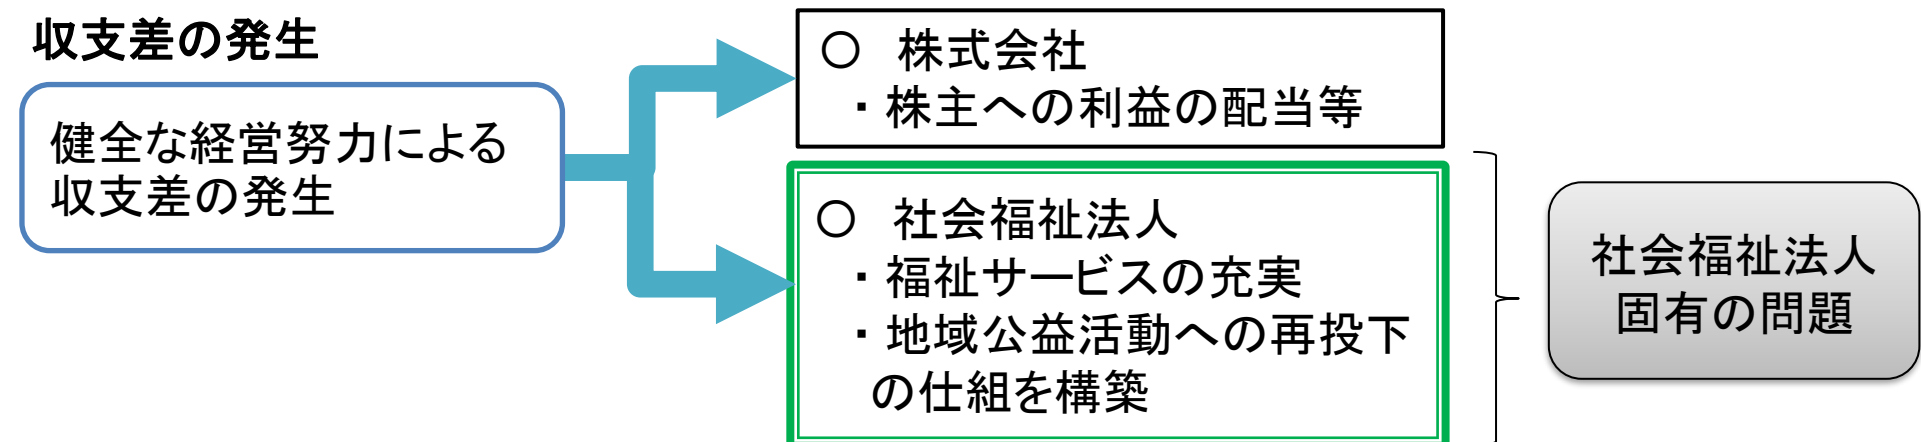 収支差の発生
健全な経営努力による
収支差の発生
○ 株式会社
・株主への利益の配当等
○ 社会福祉法人
・福祉サービスの充実
・地域公益活動への再投下
の仕組を構築
社会福祉法人
固有の問題